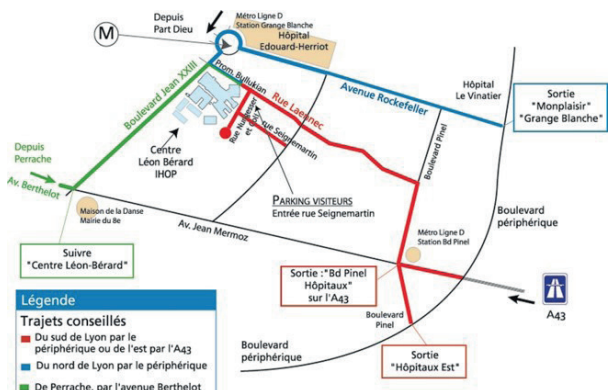 Depuis
Part Dieu
M
Métro Ligne D
Station Grange Blanche
Hôpital
Edouard-Herriot
Prom. Bullukian
Boulevard Jean XXIII
Rue Laennec
Avenue Rockefeller
Hôpital
Le Vinatier
Sortie
"Monplaisir"
"Grange Blanche"
Centre
Léon Bérard
IHOP
rue Seignemartin
Boulevard Pinel
Depuis
Perrache
Av. Berthelot
PARKING VISITEURS
Entrée rue Seignemartin
Boulevard
périphérique
Maison de la Danse
Mairie du 8e
Av. Jean Mermoz
Métro Ligne D
Station Bd Pinel
Suivre
"Centre Léon-Bérard"
Sortie :"Bd Pinel
Hôpitaux"
sur l'A43
A43
Boulevard
Pinel
Boulevard
périphérique
Sortie
"Hôpitaux Est"
Légende
Trajets conseillés
Du sud de Lyon par le
périphérique ou de l'est par l'A43
Du nord de Lyon par le périphérique
De Perrache, par l'avenue Berthelot